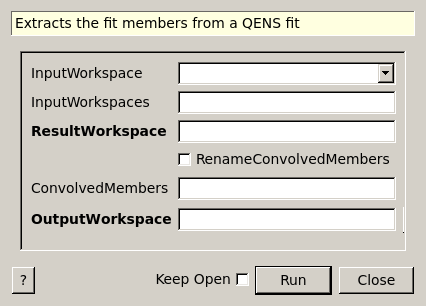 Extracts the fit members from a QENS fit
InputWorkspace
InputWorkspaces
ResultWorkspace
RenameConvolvedMembers
ConvolvedMembers
OutputWorkspace
? Keep Open Run Close